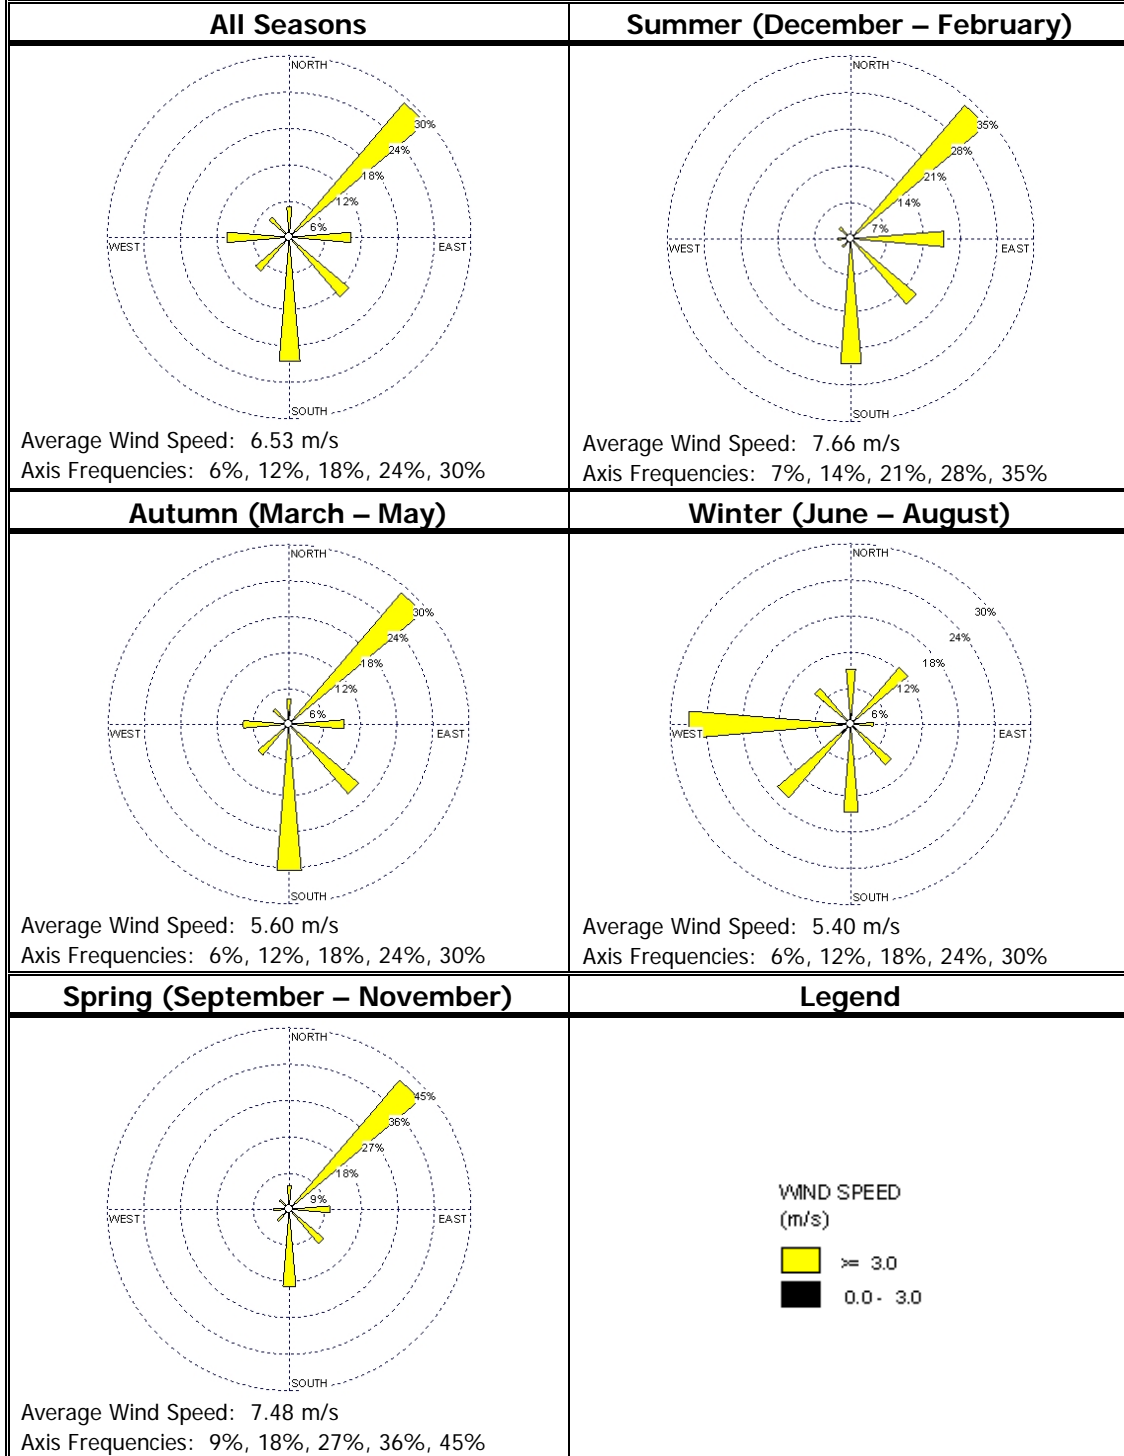 All Seasons
Summer (December – February)
NORTH
30%
24%
18%
12%
6%
WEST
EAST
SOUTH
Average Wind Speed: 6.53 m/s
Axis Frequencies: 6%, 12%, 18%, 24%, 30%
NORTH
35%
28%
21%
14%
7%
WEST
EAST
SOUTH
Average Wind Speed: 7.66 m/s
Axis Frequencies: 7%, 14%, 21%, 28%, 35%
Autumn (March – May)
Winter (June – August)
NORTH
30%
24%
18%
12%
6%
WEST
EAST
SOUTH
Average Wind Speed: 5.60 m/s
Axis Frequencies: 6%, 12%, 18%, 24%, 30%
NORTH
30%
24%
18%
12%
6%
WEST
EAST
SOUTH
Average Wind Speed: 5.40 m/s
Axis Frequencies: 6%, 12%, 18%, 24%, 30%
Spring (September – November)
Legend
NORTH
45%
36%
27%
18%
9%
WEST
EAST
SOUTH
Average Wind Speed: 7.48 m/s
Axis Frequencies: 9%, 18%, 27%, 36%, 45%
WIND SPEED
(m/s)
>= 3.0
0.0 - 3.0